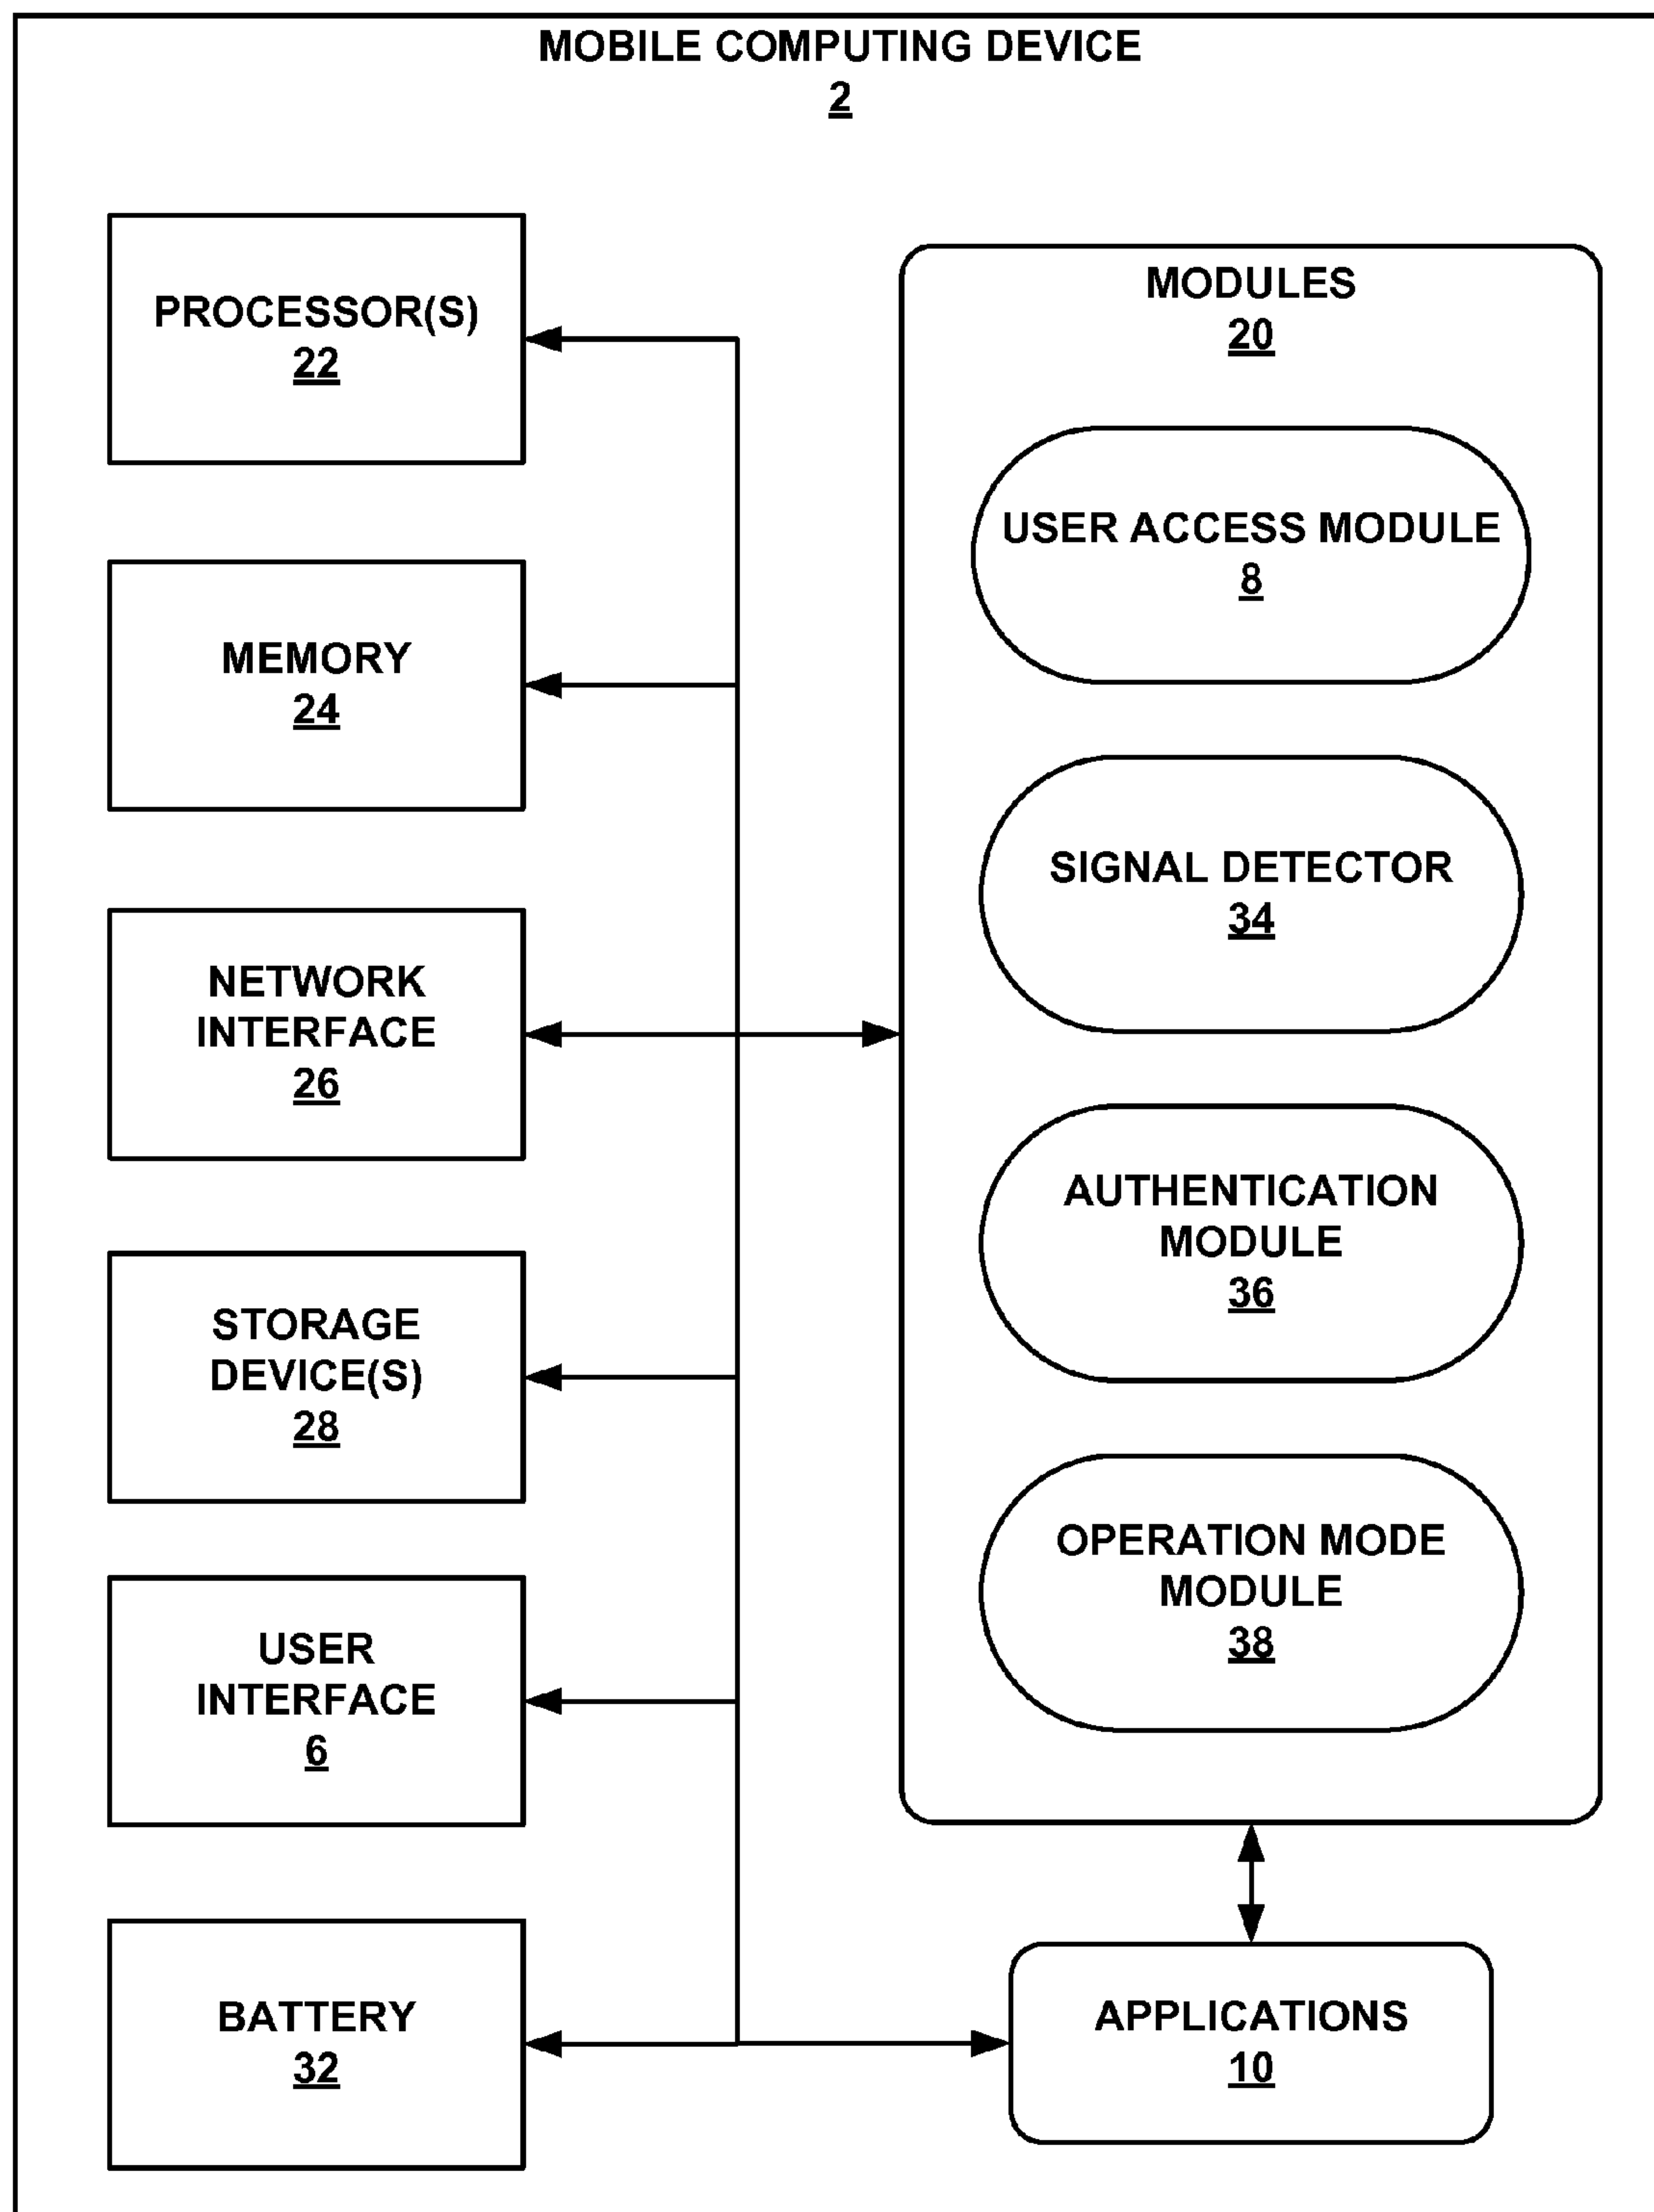 MOBILE COMPUTING DEVICE
2
PROCESSOR(S)
22
MEMORY
24
NETWORK
INTERFACE
26
STORAGE
DEVICE(S)
28
USER
INTERFACE
6
BATTERY
32
MODULES
20
USER ACCESS MODULE
8
SIGNAL DETECTOR
34
AUTHENTICATION
MODULE
36
OPERATION MODE
MODULE
38
APPLICATIONS
10